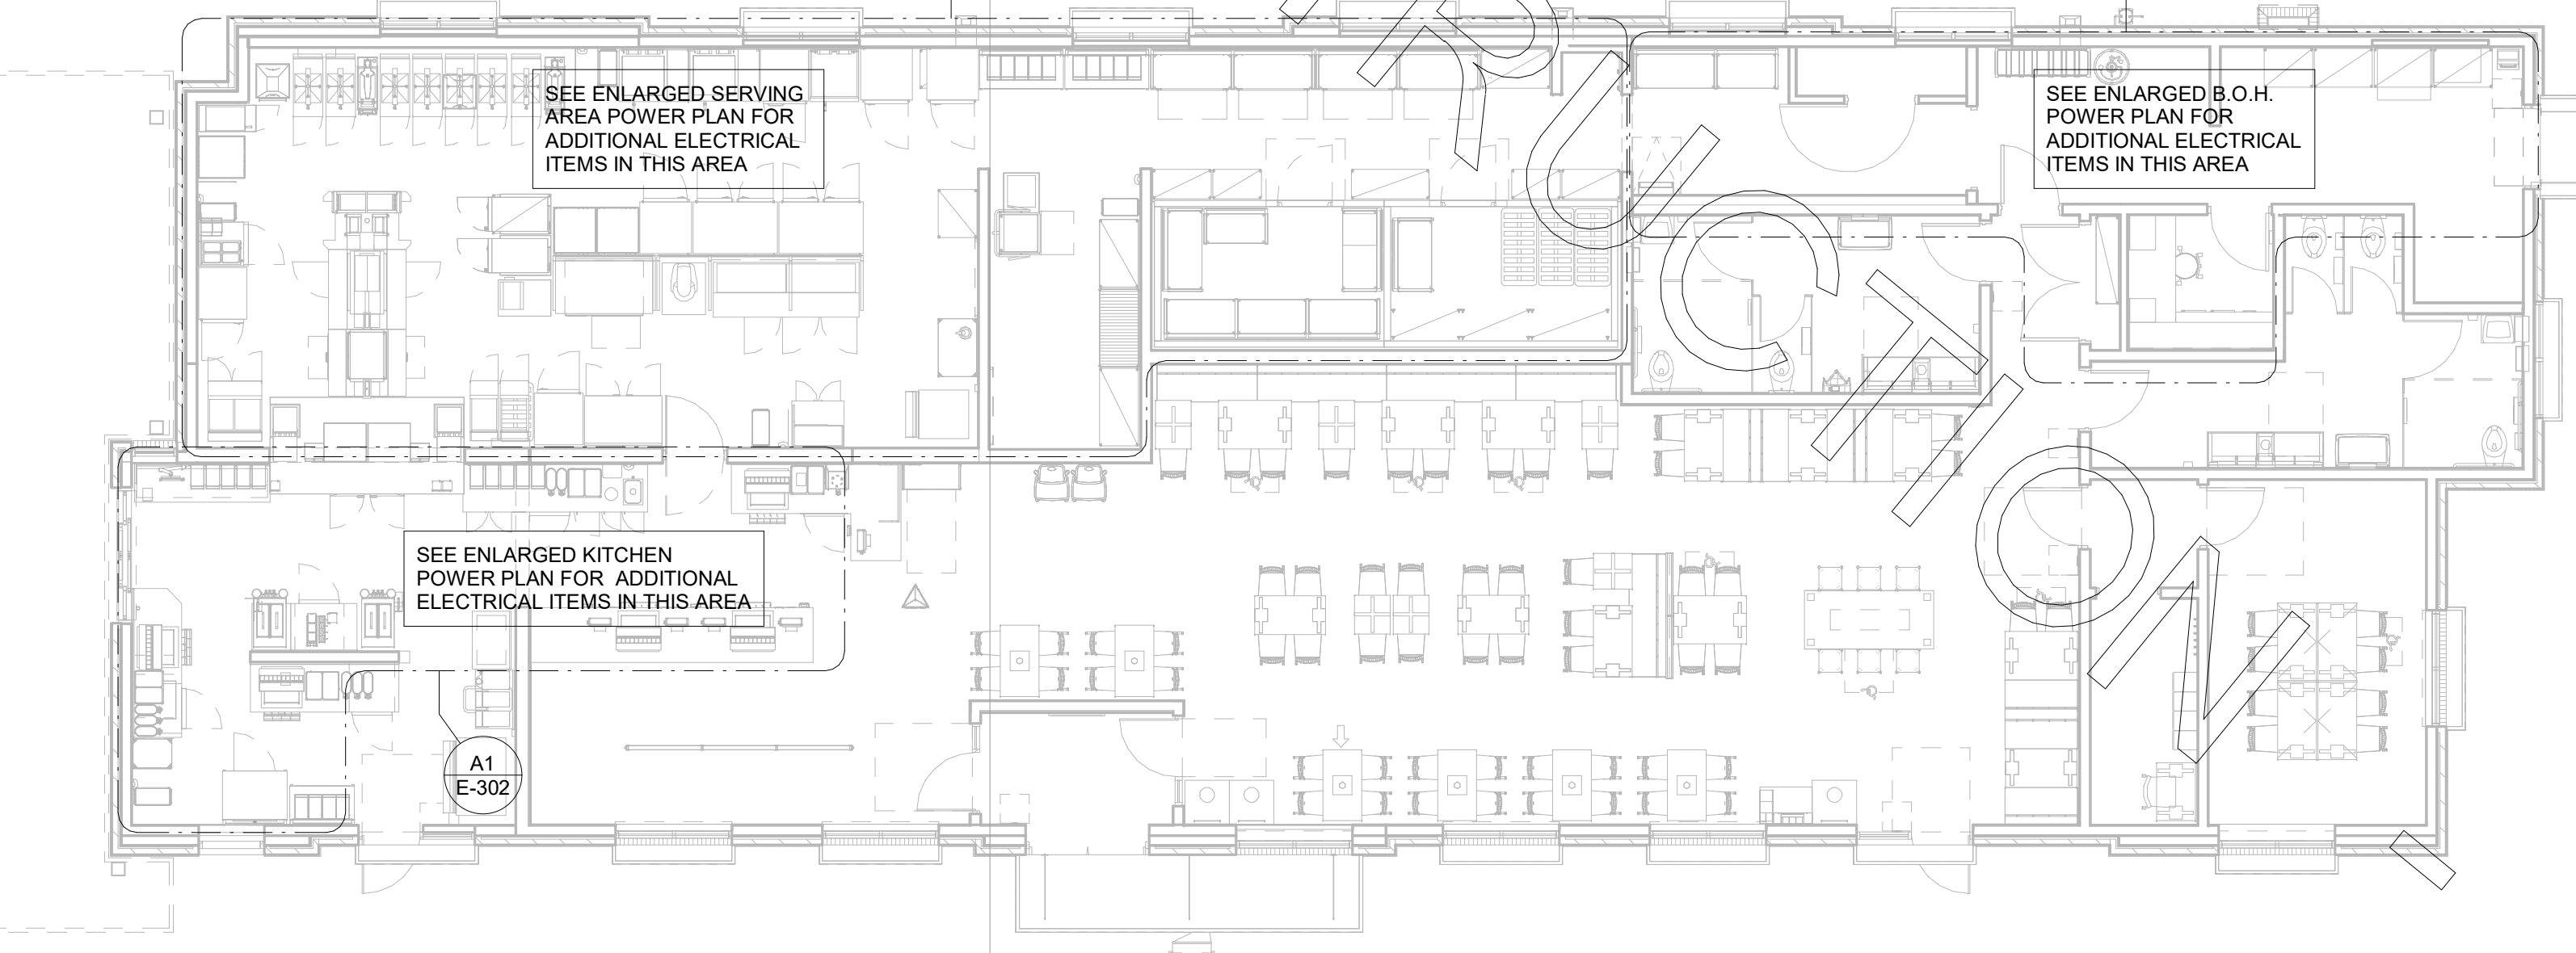 SEE ENLARGED SERVING
AREA POWER PLAN FOR
ADDITIONAL ELECTRICAL
ITEMS IN THIS AREA
SEE ENLARGED B.O.H.
POWER PLAN FOR
ADDITIONAL ELECTRICAL
ITEMS IN THIS AREA
SEE ENLARGED KITCHEN
POWER PLAN FOR ADDITIONAL
ELECTRICAL ITEMS IN THIS AREA
A1
E-302
RUCTION